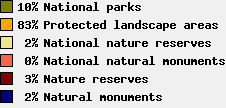 10% National parks
83% Protected landscape areas
2% National nature reserves
0% National natural monuments
3% Nature reserves
2% Natural monuments